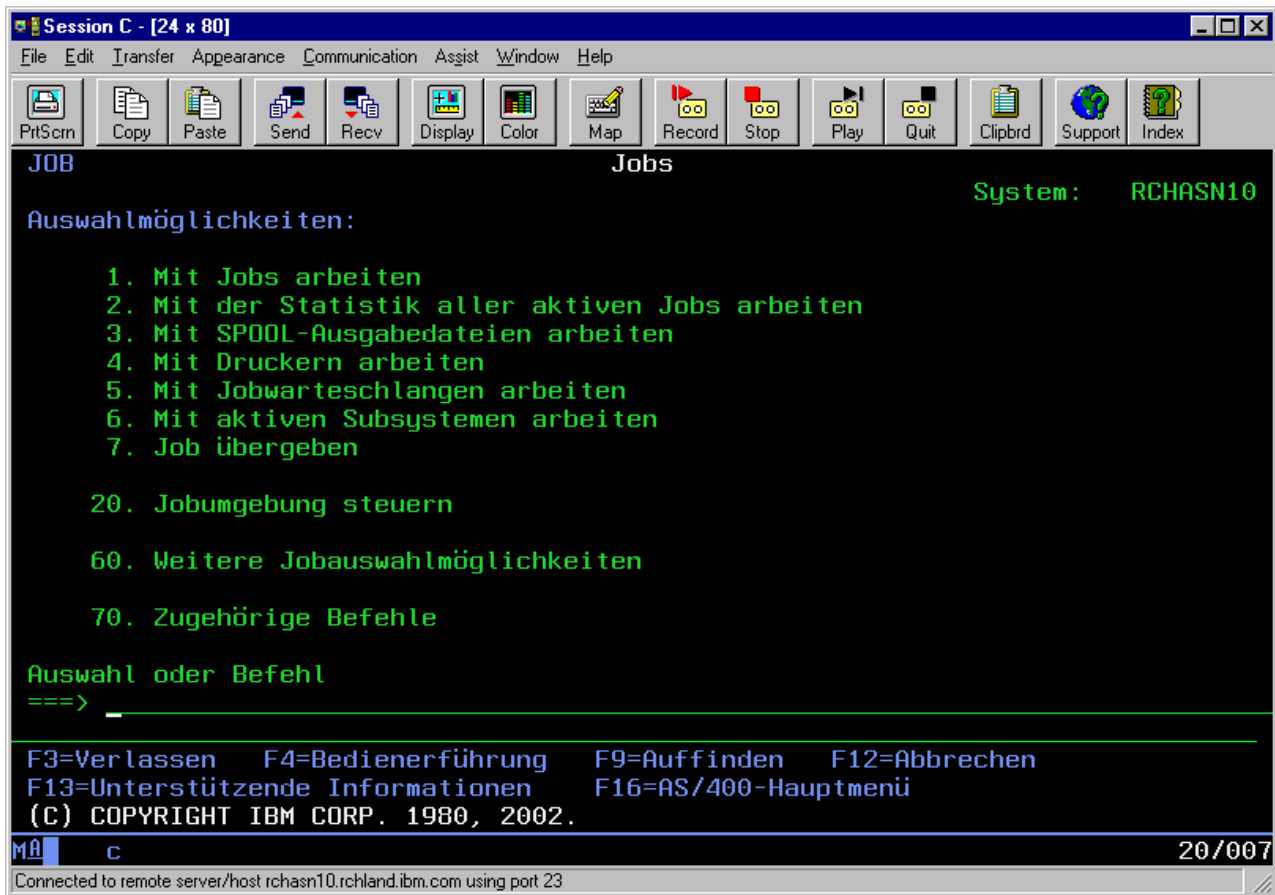 Session C - [24 x 80]
File Edit Transfer Appearance Communication Assist Window Help
PrtScrn Copy Paste Send Recv Display Color Map Record Stop Play Quit Clipbrd Support Index
JOB Jobs
System: RCHASN10
Auswahlmöglichkeiten:
1. Mit Jobs arbeiten
2. Mit der Statistik aller aktiven Jobs arbeiten
3. Mit SPOOL-Ausgabedateien arbeiten
4. Mit Druckern arbeiten
5. Mit Jobwarteschlangen arbeiten
6. Mit aktiven Subsystemen arbeiten
7. Job übergeben
20. Jobumgebung steuern
60. Weitere Jobauswahlmöglichkeiten
70. Zugehörige Befehle
Auswahl oder Befehl
===> _
F3=Verlassen F4=Bedienerführung F9=Auffinden F12=Abbrechen
F13=Unterstützende Informationen F16=AS/400-Hauptmenü
(C) COPYRIGHT IBM CORP. 1980, 2002.
MA c 20/007
Connected to remote server/host rchasn10.rchland.ibm.com using port 23